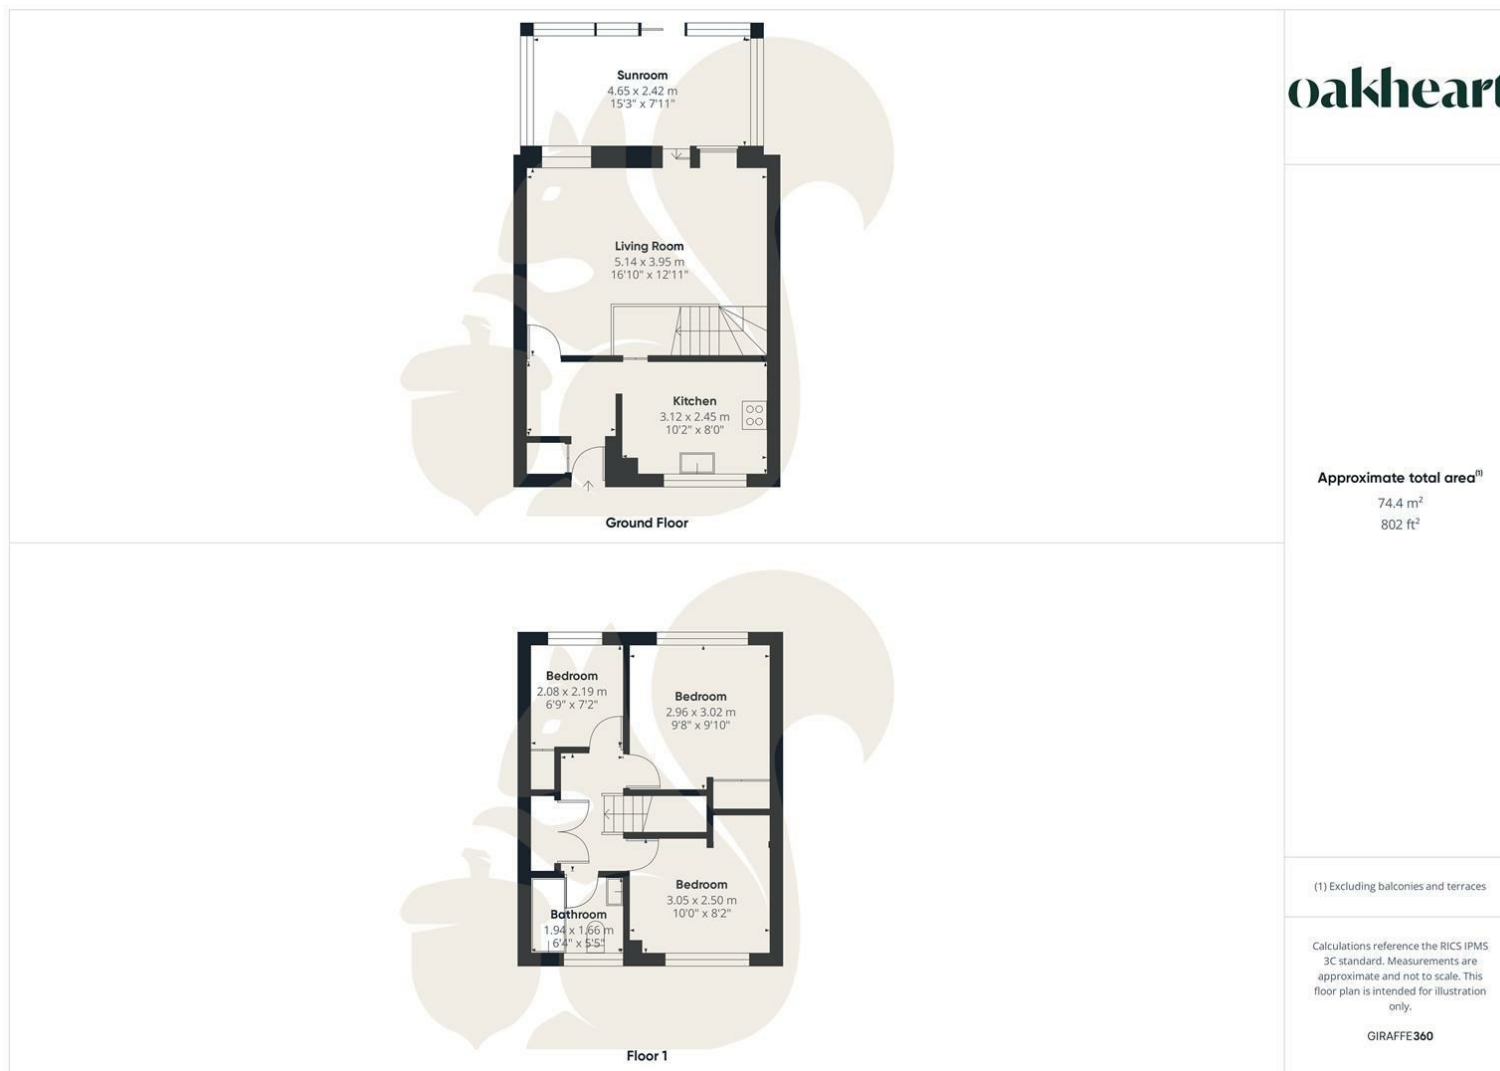 Sunroom
4.65 x 2.42 m
15'3" x 7'11"
Living Room
5.14 x 3.95 m
16'10" x 12'11"
Kitchen
3.12 x 2.45 m
10'2" x 8'0"
Ground Floor
Bedroom
2.08 x 2.19 m
6'9" x 7'2"
Bedroom
2.96 x 3.02 m
9'8" x 9'10"
Bedroom
3.05 x 2.50 m
10'0" x 8'2"
Bathroom
1.94 x 1.66 m
6'4" x 5'5"
Floor 1
oakheart
Approximate total area(1)
74.4 m²
802 ft²
(1) Excluding balconies and terraces
Calculations reference the RICS IPMS
3C standard. Measurements are
approximate and not to scale. This
floor plan is intended for illustration
only.
GIRAFFE360